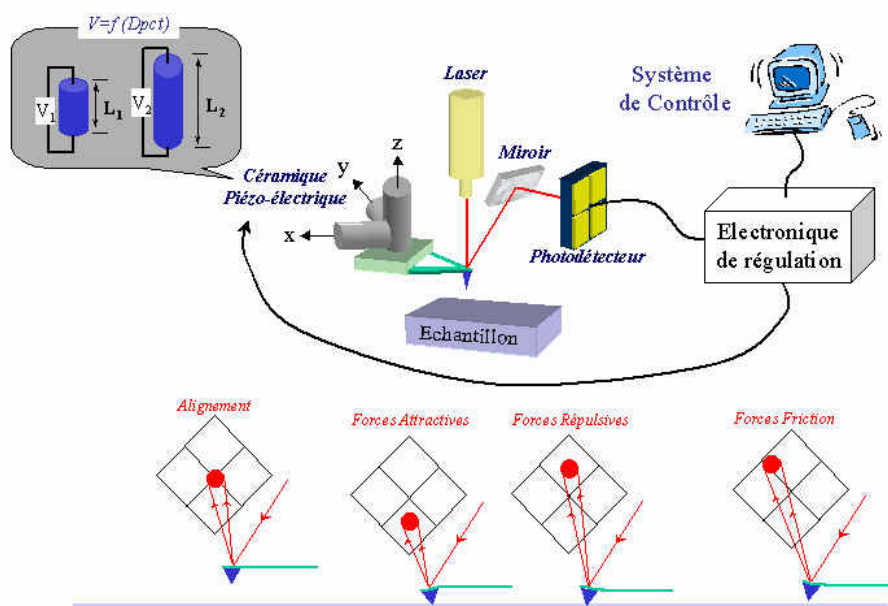 V=f (Dpct)
V1
L1
V2
L2
Laser
Système
de Contrôle
Miroir
Céramique
Piézo-électrique
y
z
x
Photodétecteur
Electronique
de régulation
Echantillon
Alignement
Forces Attractives
Forces Répulsives
Forces Friction